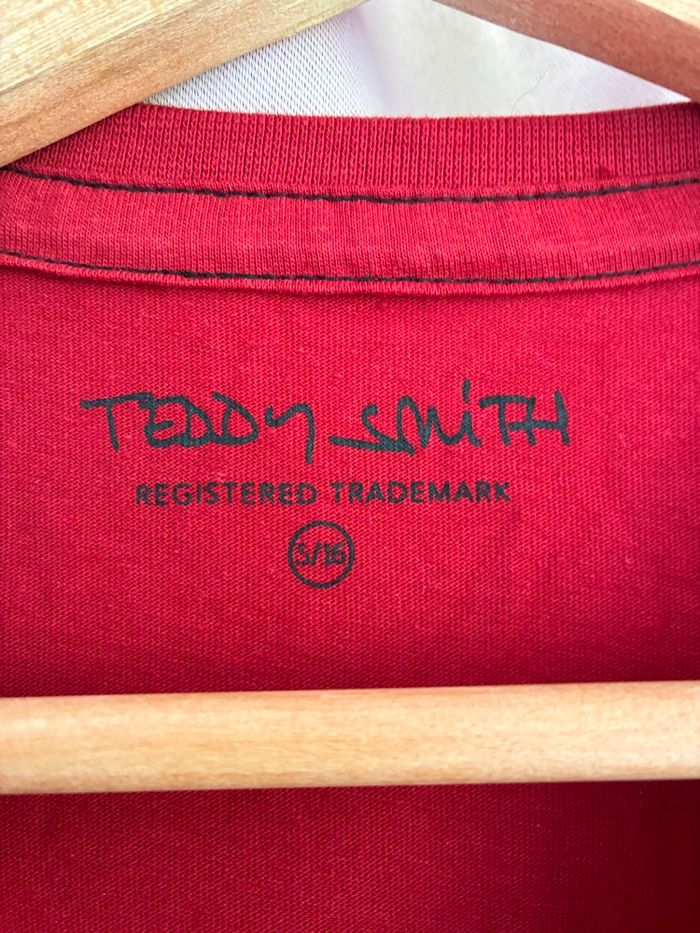 TEDDY SMITH
REGISTERED TRADEMARK
S/16